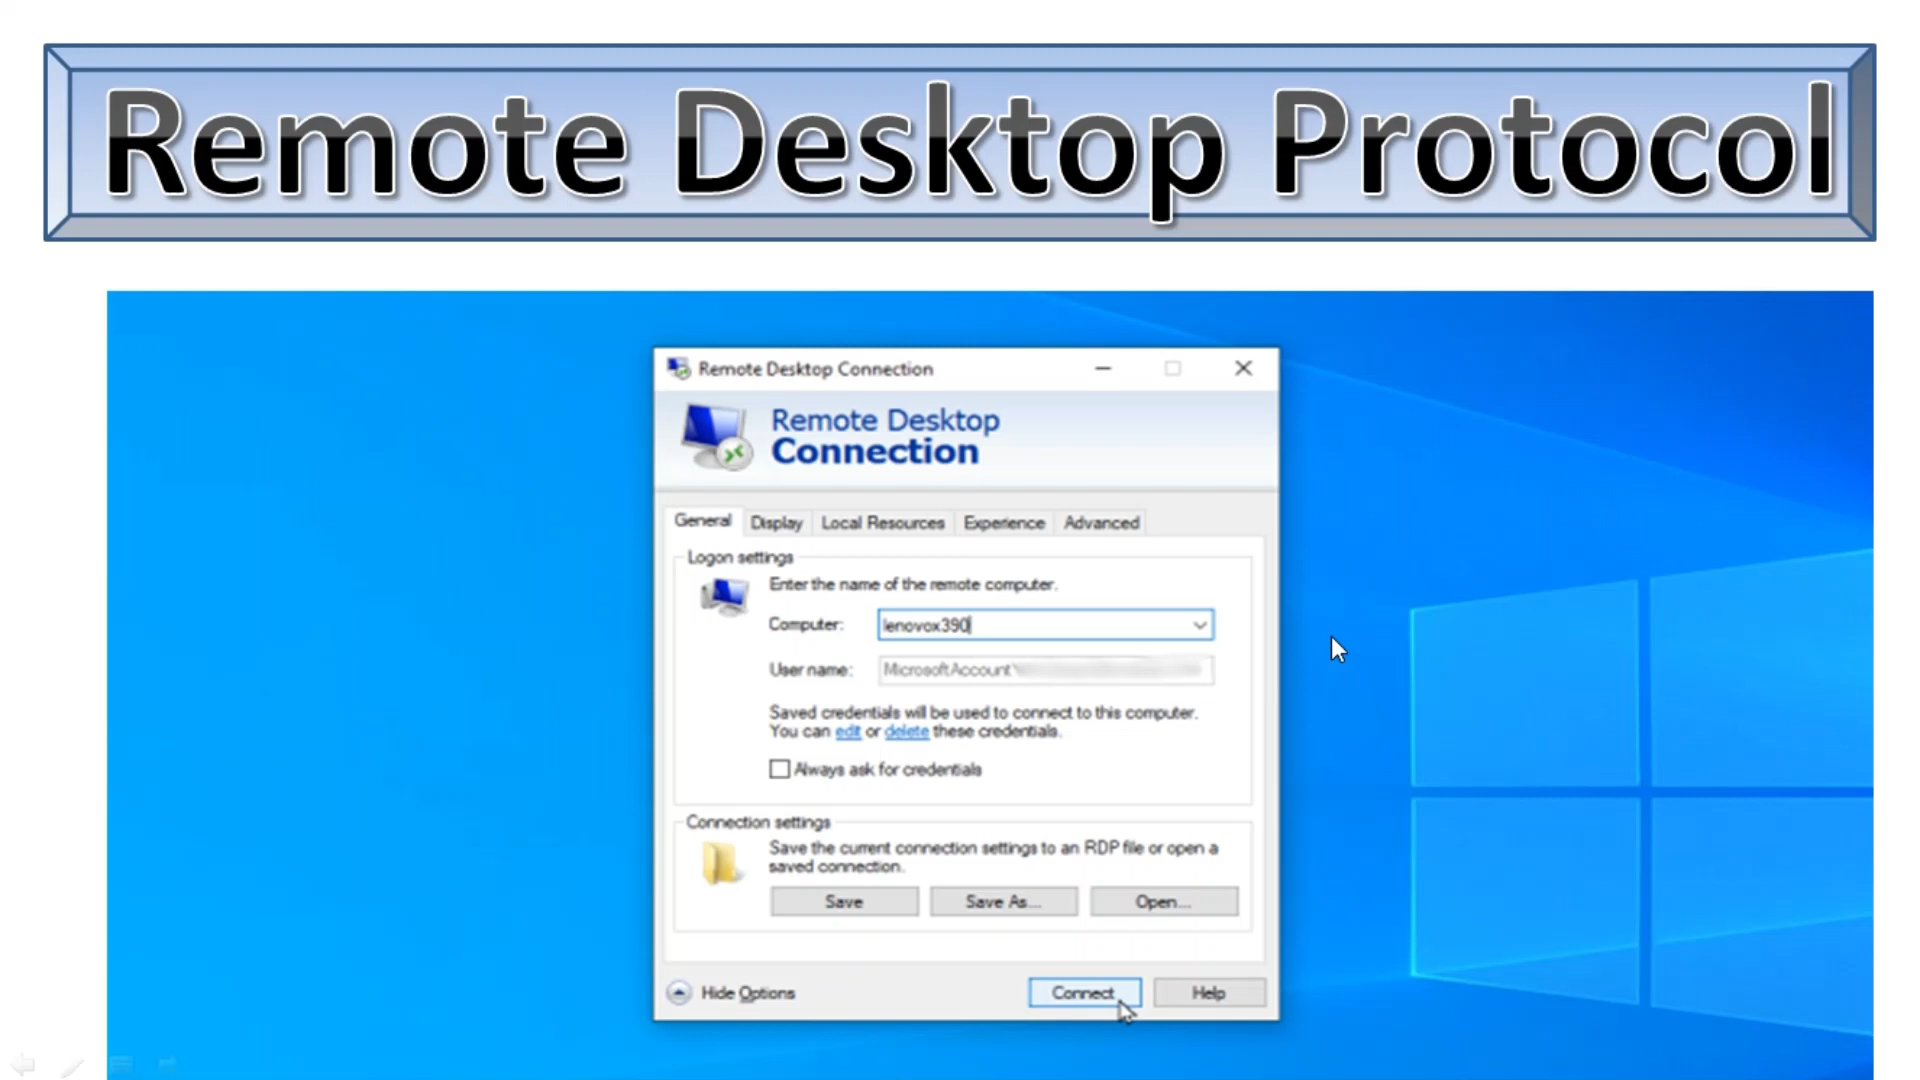 Remote Desktop Protocol
Remote Desktop Connection
Remote Desktop
Connection
General Display Local Resources Experience Advanced
Logon settings
Enter the name of the remote computer.
Computer: lenovox390
User name: MicrosoftAccount\
Saved credentials will be used to connect to this computer.
You can edit or delete these credentials.
Always ask for credentials
Connection settings
Save the current connection settings to an RDP file or open a
saved connection.
Save Save As... Open...
Hide Options Connect Help